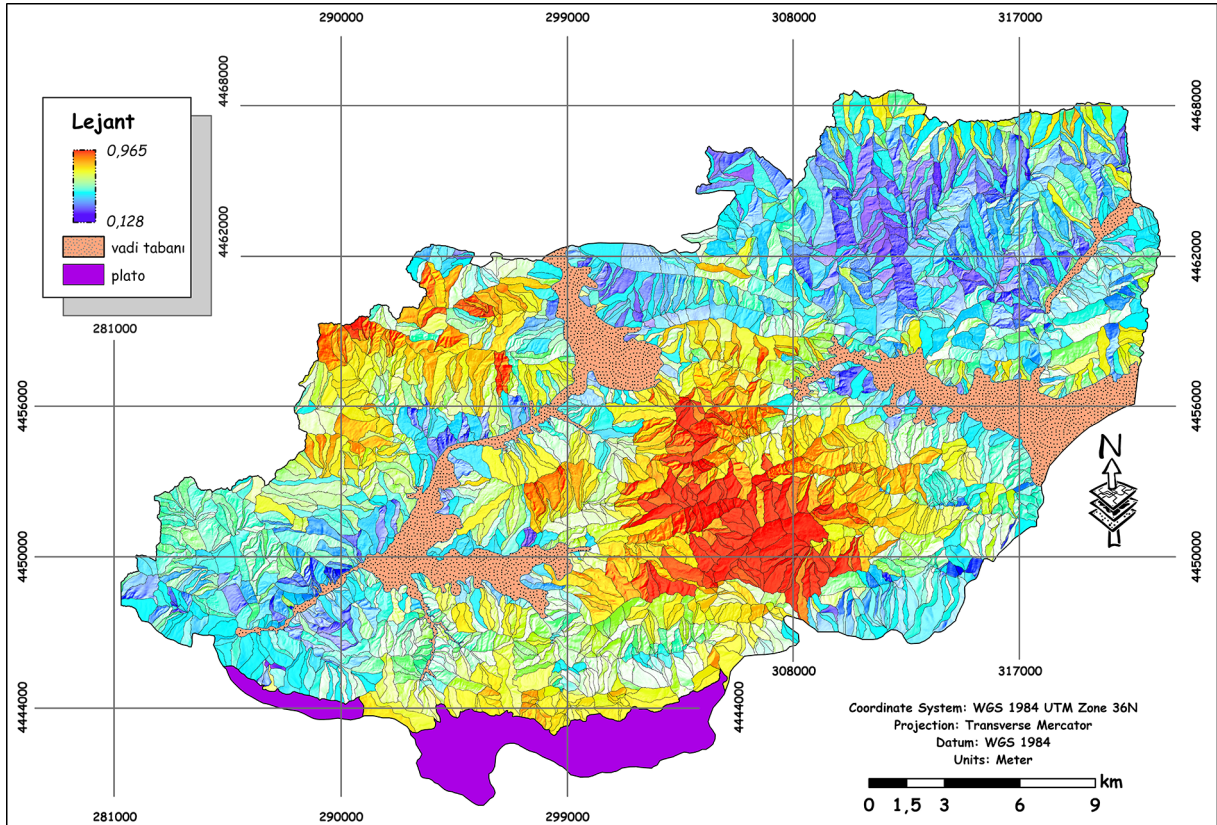 290000 299000 308000 317000
4468000
4468000
Lejant
0,965
0,128
vadi tabanı
plato
4462000
4462000
281000
4456000
4456000
N
4450000
4450000
308000 317000
4444000
4444000
Coordinate System: WGS 1984 UTM Zone 36N
Projection: Transverse Mercator
Datum: WGS 1984
Units: Meter
km
0 1,5 3 6 9
281000 290000 299000